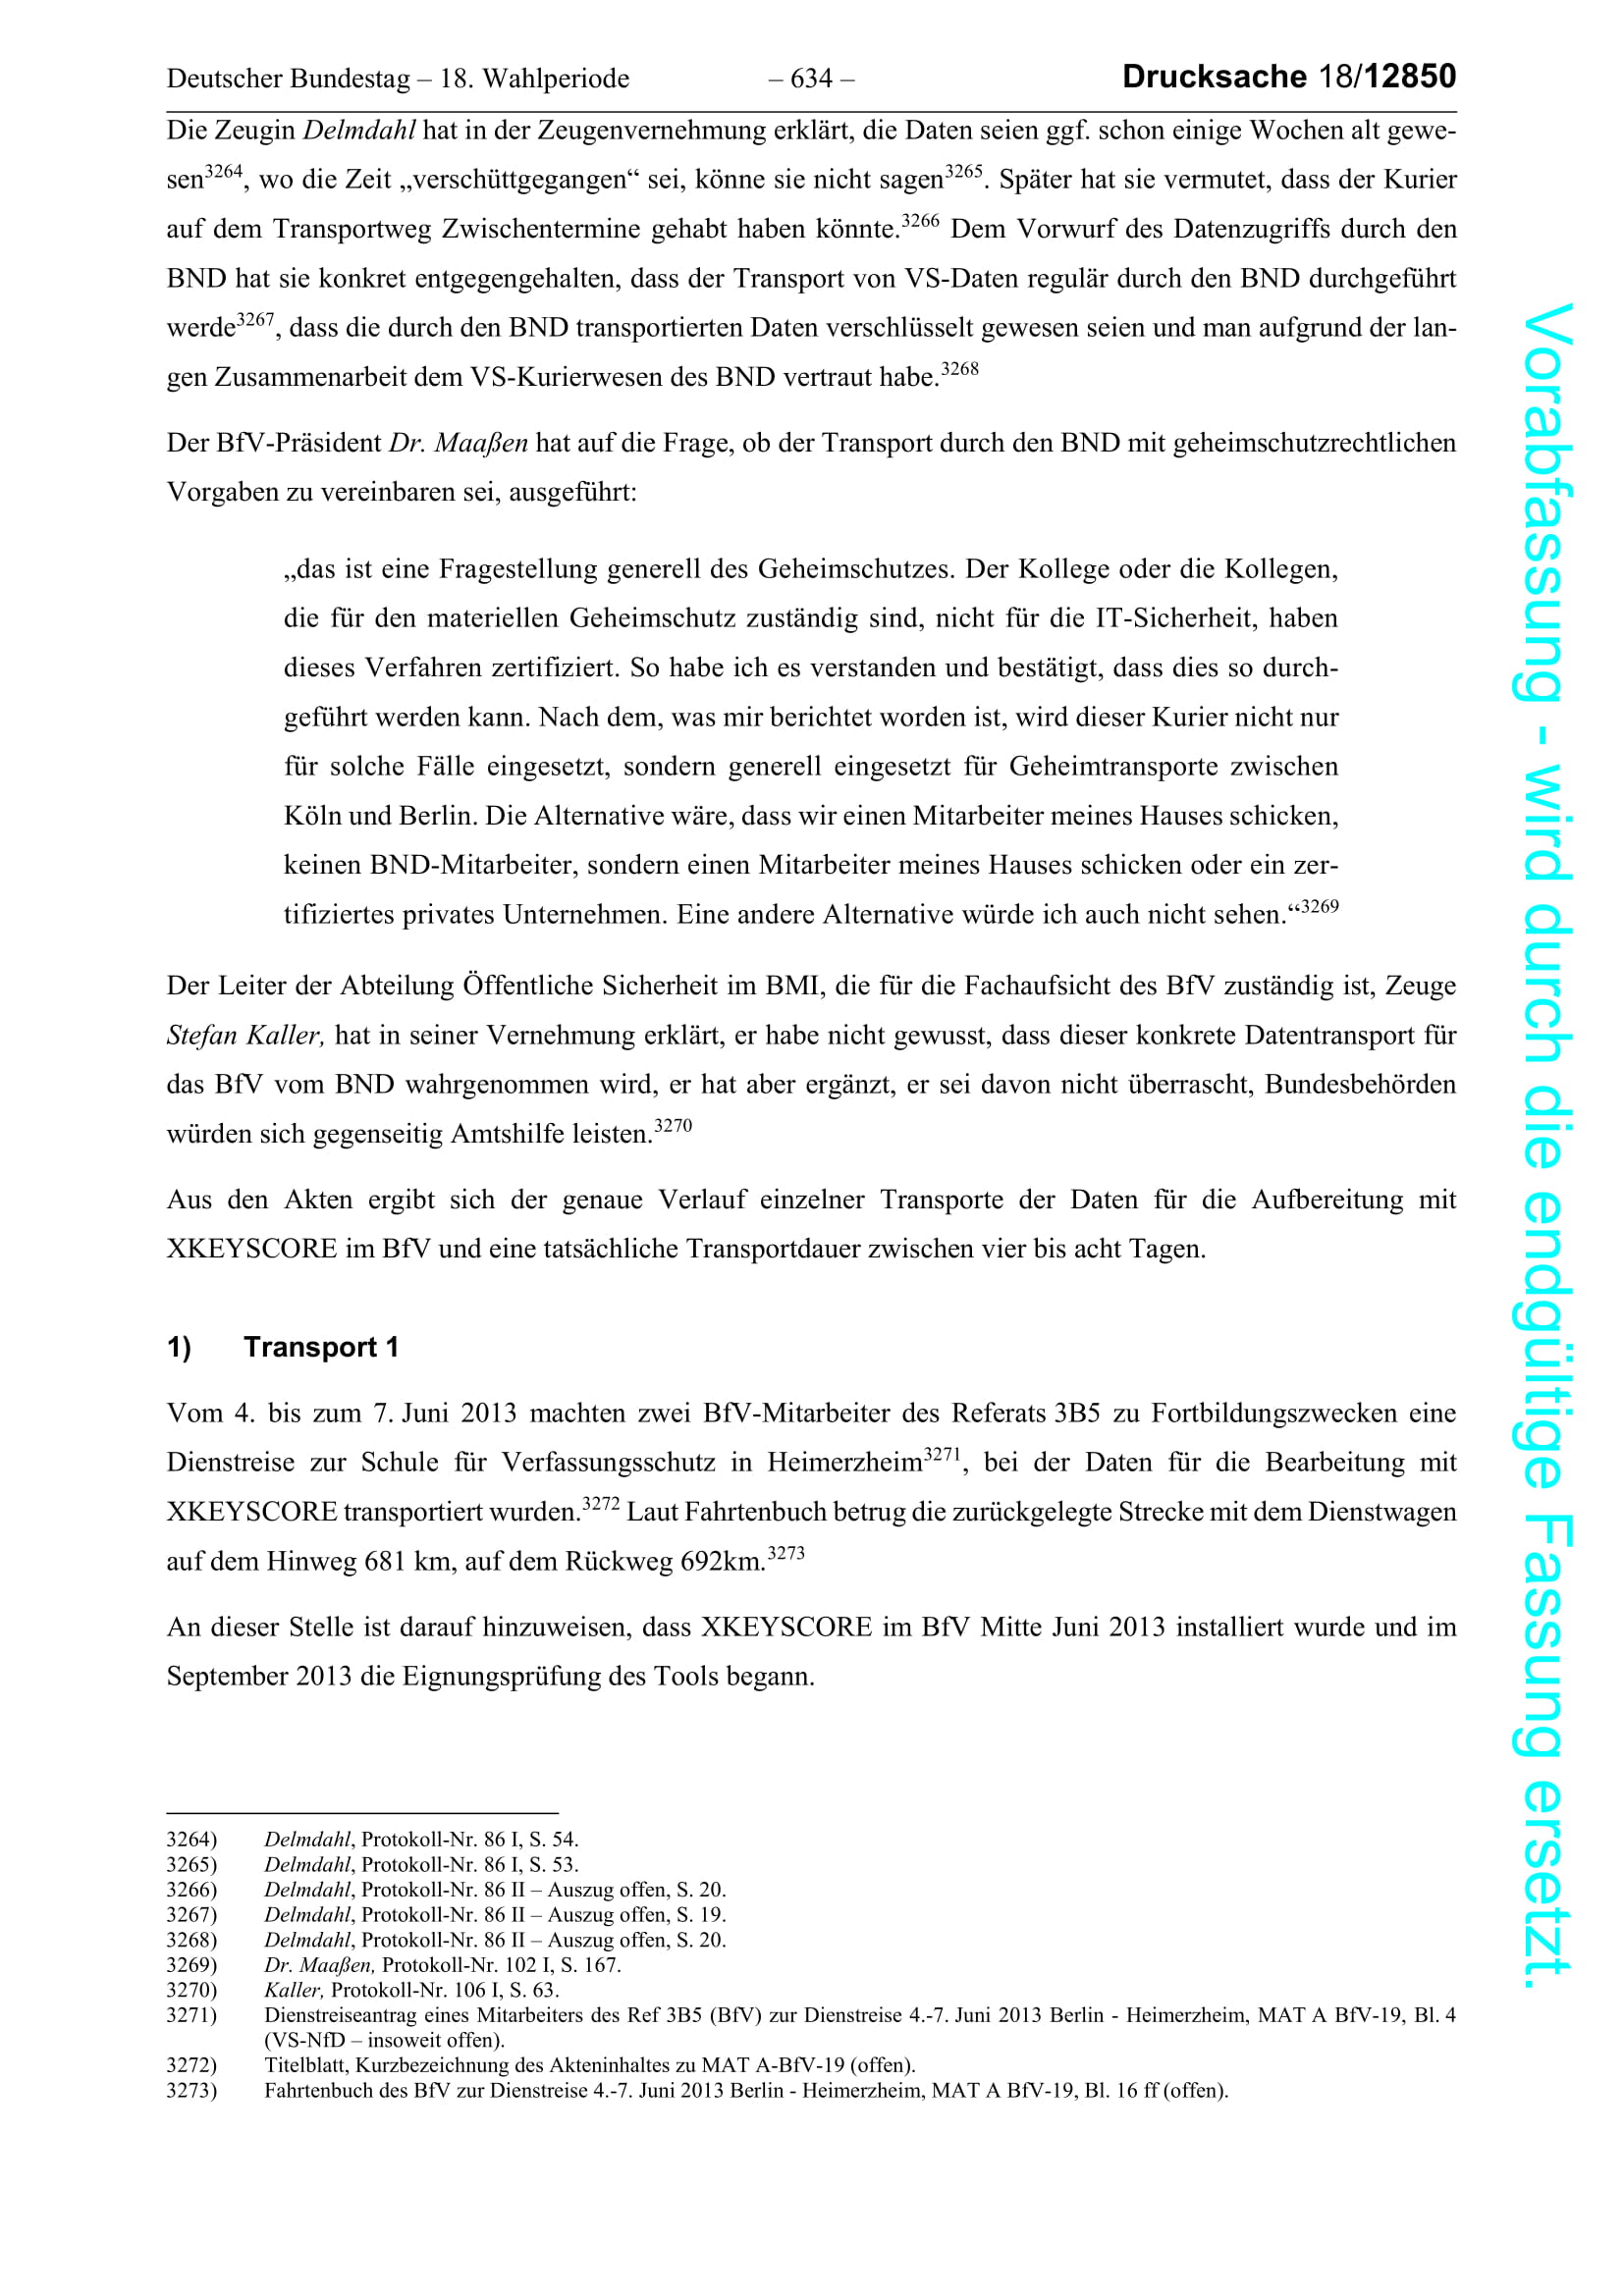 Deutscher Bundestag – 18. Wahlperiode – 634 – Drucksache 18/12850
Die Zeugin Delmdahl hat in der Zeugenvernehmung erklärt, die Daten seien ggf. schon einige Wochen alt gewe-
sen3264, wo die Zeit „verschüttgegangen“ sei, könne sie nicht sagen3265. Später hat sie vermutet, dass der Kurier
auf dem Transportweg Zwischentermine gehabt haben könnte.3266 Dem Vorwurf des Datenzugriffs durch den
BND hat sie konkret entgegengehalten, dass der Transport von VS-Daten regulär durch den BND durchgeführt
werde3267, dass die durch den BND transportierten Daten verschlüsselt gewesen seien und man aufgrund der lan-
gen Zusammenarbeit dem VS-Kurierwesen des BND vertraut habe.3268
Der BfV-Präsident Dr. Maaßen hat auf die Frage, ob der Transport durch den BND mit geheimschutzrechtlichen
Vorgaben zu vereinbaren sei, ausgeführt:
„das ist eine Fragestellung generell des Geheimschutzes. Der Kollege oder die Kollegen,
die für den materiellen Geheimschutz zuständig sind, nicht für die IT-Sicherheit, haben
dieses Verfahren zertifiziert. So habe ich es verstanden und bestätigt, dass dies so durch-
geführt werden kann. Nach dem, was mir berichtet worden ist, wird dieser Kurier nicht nur
für solche Fälle eingesetzt, sondern generell eingesetzt für Geheimtransporte zwischen
Köln und Berlin. Die Alternative wäre, dass wir einen Mitarbeiter meines Hauses schicken,
keinen BND-Mitarbeiter, sondern einen Mitarbeiter meines Hauses schicken oder ein zer-
tifiziertes privates Unternehmen. Eine andere Alternative würde ich auch nicht sehen.“3269
Der Leiter der Abteilung Öffentliche Sicherheit im BMI, die für die Fachaufsicht des BfV zuständig ist, Zeuge
Stefan Kaller, hat in seiner Vernehmung erklärt, er habe nicht gewusst, dass dieser konkrete Datentransport für
das BfV vom BND wahrgenommen wird, er hat aber ergänzt, er sei davon nicht überrascht, Bundesbehörden
würden sich gegenseitig Amtshilfe leisten.3270
Aus den Akten ergibt sich der genaue Verlauf einzelner Transporte der Daten für die Aufbereitung mit
XKEYSCORE im BfV und eine tatsächliche Transportdauer zwischen vier bis acht Tagen.
1) Transport 1
Vom 4. bis zum 7. Juni 2013 machten zwei BfV-Mitarbeiter des Referats 3B5 zu Fortbildungszwecken eine
Dienstreise zur Schule für Verfassungsschutz in Heimerzheim3271, bei der Daten für die Bearbeitung mit
XKEYSCORE transportiert wurden.3272 Laut Fahrtenbuch betrug die zurückgelegte Strecke mit dem Dienstwagen
auf dem Hinweg 681 km, auf dem Rückweg 692km.3273
An dieser Stelle ist darauf hinzuweisen, dass XKEYSCORE im BfV Mitte Juni 2013 installiert wurde und im
September 2013 die Eignungsprüfung des Tools begann.
3264) Delmdahl, Protokoll-Nr. 86 I, S. 54.
3265) Delmdahl, Protokoll-Nr. 86 I, S. 53.
3266) Delmdahl, Protokoll-Nr. 86 II – Auszug offen, S. 20.
3267) Delmdahl, Protokoll-Nr. 86 II – Auszug offen, S. 19.
3268) Delmdahl, Protokoll-Nr. 86 II – Auszug offen, S. 20.
3269) Dr. Maaßen, Protokoll-Nr. 102 I, S. 167.
3270) Kaller, Protokoll-Nr. 106 I, S. 63.
3271) Dienstreiseantrag eines Mitarbeiters des Ref 3B5 (BfV) zur Dienstreise 4.-7. Juni 2013 Berlin - Heimerzheim, MAT A BfV-19, Bl. 4
(VS-NfD – insoweit offen).
3272) Titelblatt, Kurzbezeichnung des Akteninhaltes zu MAT A-BfV-19 (offen).
3273) Fahrtenbuch des BfV zur Dienstreise 4.-7. Juni 2013 Berlin - Heimerzheim, MAT A BfV-19, Bl. 16 ff (offen).
Vorabfassung - wird durch die endgültige Fassung ersetzt.